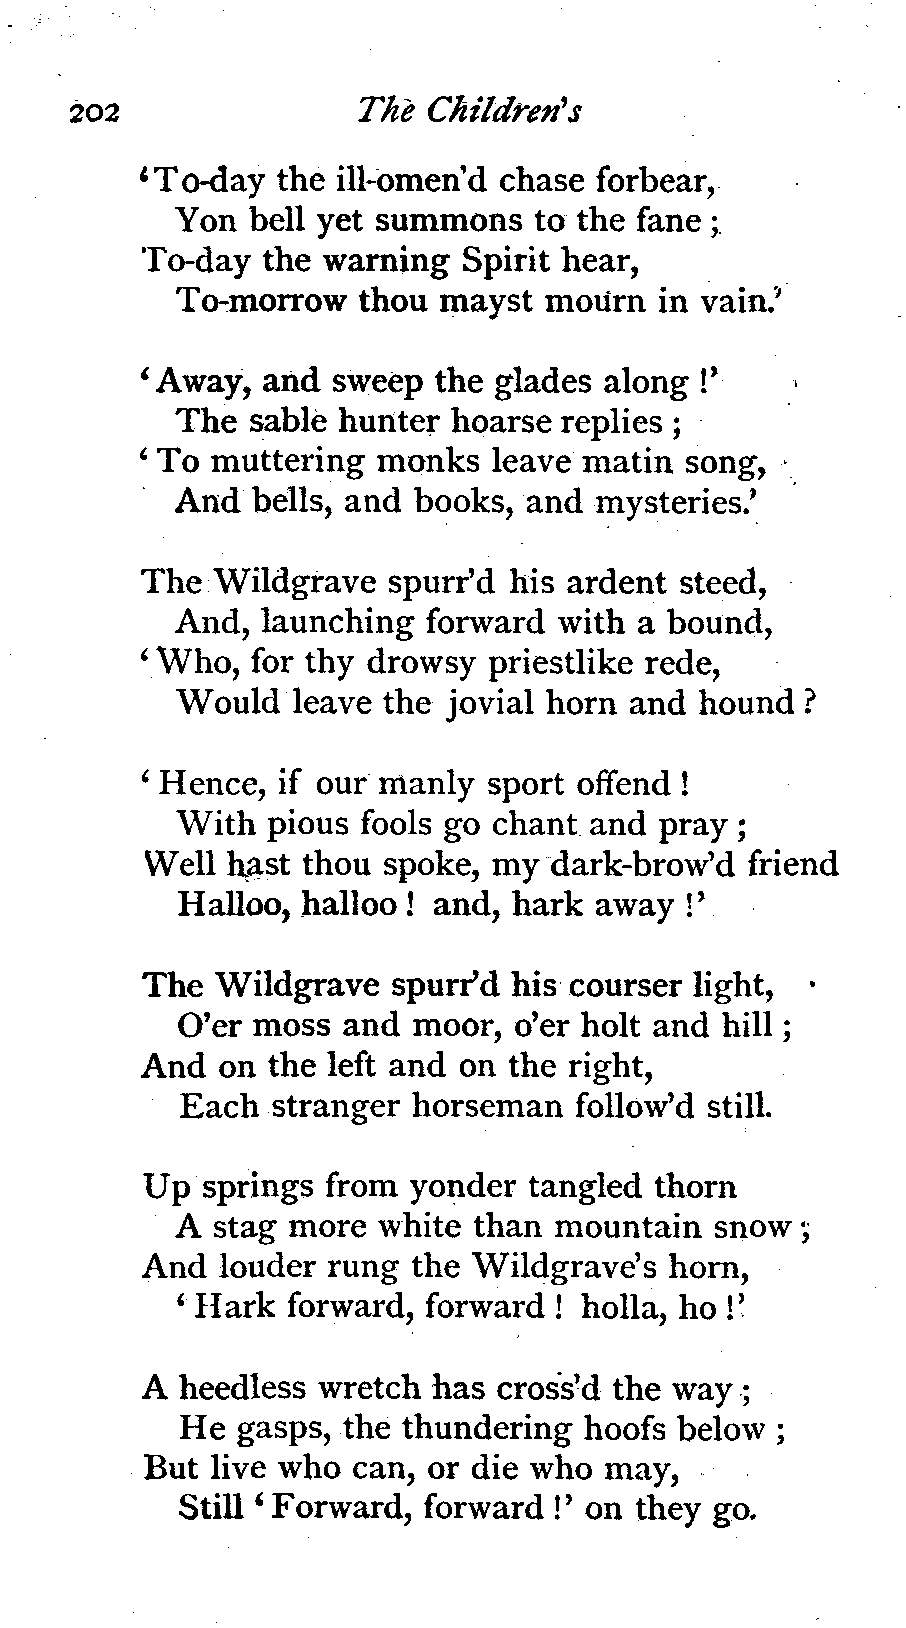 202 The Children's
‘To-day the ill-omen'd chase forbear,
Yon bell yet summons to the fane ;
To-day the warning Spirit hear,
To-morrow thou mayst mourn in vain.’
‘Away, and sweep the glades along !’
The sable hunter hoarse replies ;
‘To muttering monks leave matin song,
And bells, and books, and mysteries.’
The Wildgrave spurr'd his ardent steed,
And, launching forward with a bound,
‘Who, for thy drowsy priestlike rede,
Would leave the jovial horn and hound ?
‘Hence, if our manly sport offend !
With pious fools go chant and pray ;
Well hast thou spoke, my dark-brow'd friend
Halloo, halloo ! and, hark away !’
The Wildgrave spurr'd his courser light,
O'er moss and moor, o'er holt and hill ;
And on the left and on the right,
Each stranger horseman follow'd still.
Up springs from yonder tangled thorn
A stag more white than mountain snow ;
And louder rung the Wildgrave's horn,
‘Hark forward, forward ! holla, ho !’
A heedless wretch has cross'd the way ;
He gasps, the thundering hoofs below ;
But live who can, or die who may,
Still ‘Forward, forward !’ on they go.